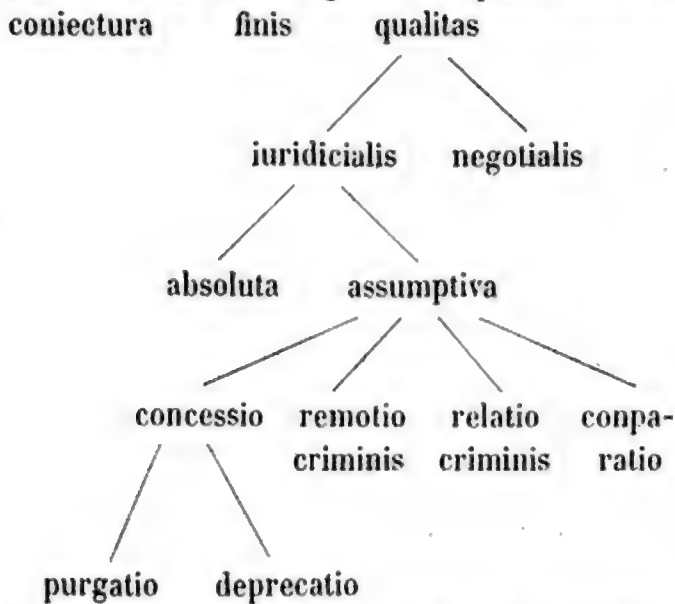 coniectura finis qualitas
iuridicialis negotialis
absoluta assumptiva
concessio remotio relatio conpa-
criminis criminis ratio
purgatio deprecatio